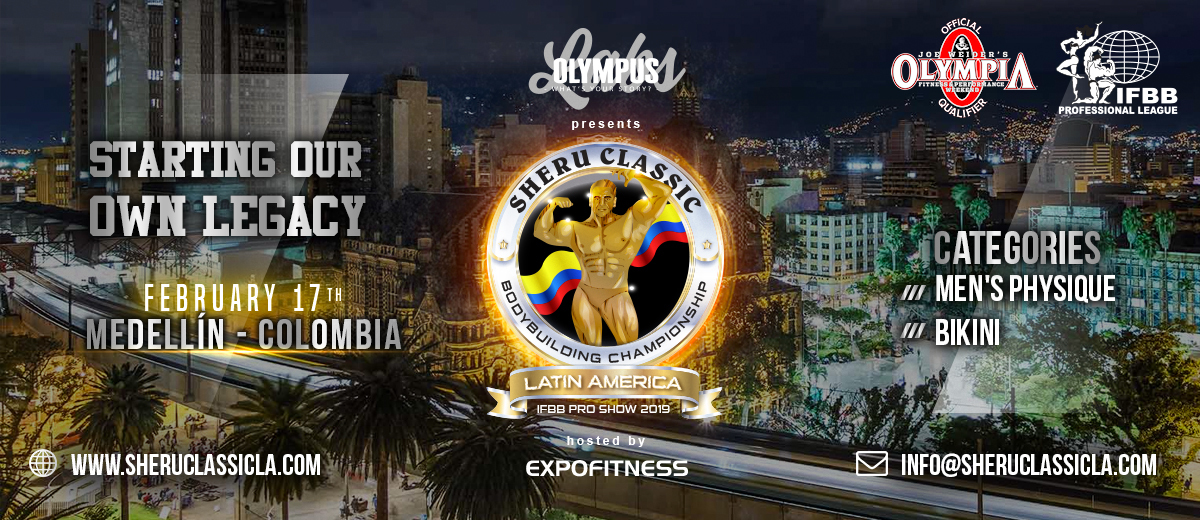 Labs
OLYMPUS
WHAT'S YOUR STORY?
presents
OFFICIAL
JOE WEIDER'S
OLYMPIA
FITNESS & PERFORMANCE
WEEKEND
QUALIFIER
IFBB
PROFESSIONAL LEAGUE
STARTING OUR
OWN LEGACY
FEBRUARY 17TH
MEDELLÍN - COLOMBIA
SHERU CLASSIC
BODYBUILDING CHAMPIONSHIP
LATIN AMERICA
IFBB PRO SHOW 2019
hosted by
EXPOFITNESS
CATEGORIES
/// MEN'S PHYSIQUE
/// BIKINI
WWW.SHERUCLASSICLA.COM
INFO@SHERUCLASSICLA.COM